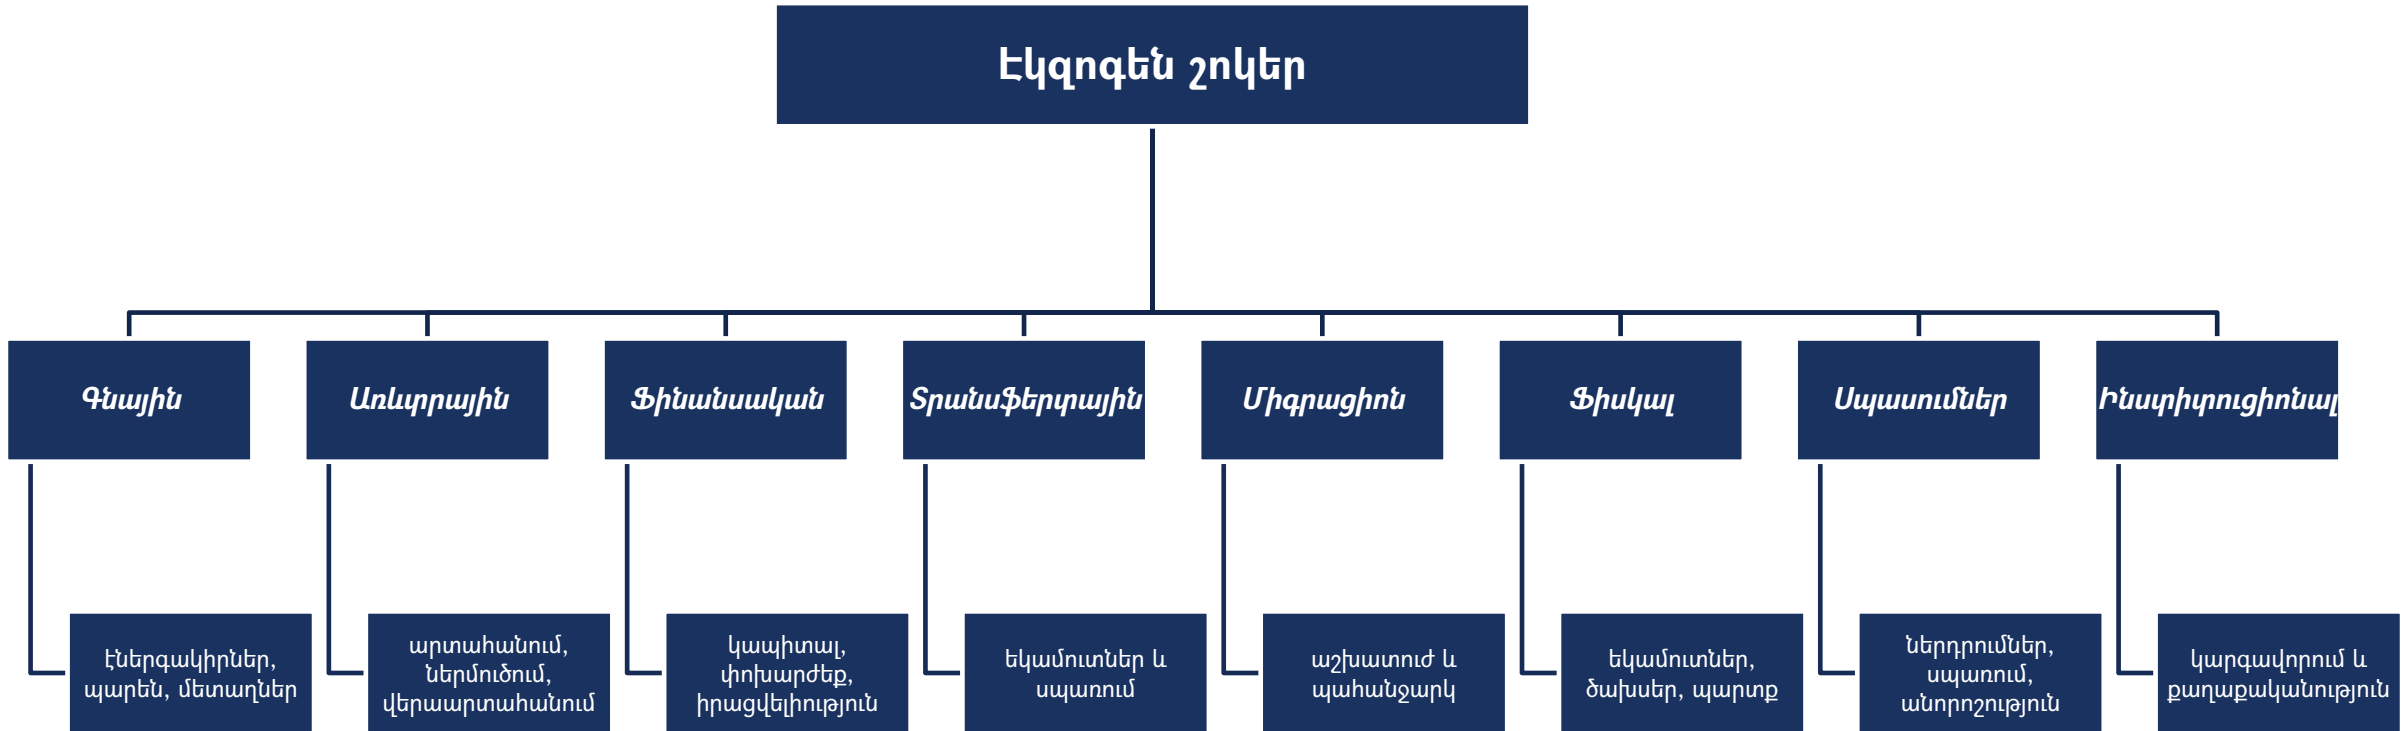 Էկզոգեն շոկեր
Գնային
Առևտրային
Ֆինանսական
Տրանսֆերտային
Միգրացիոն
Ֆիսկալ
Սպասումներ
Ինստիտուցիոնալ
էներգակիրներ,
պարեն, մետաղներ
արտահանում,
ներմուծում,
վերաարտահանում
կապիտալ,
փոխարժեք,
իրացվելիություն
եկամուտներ և
սպառում
աշխատուժ և
պահանջարկ
եկամուտներ,
ծախսեր, պարտք
ներդրումներ,
սպառում,
անորոշություն
կարգավորում և
քաղաքականություն